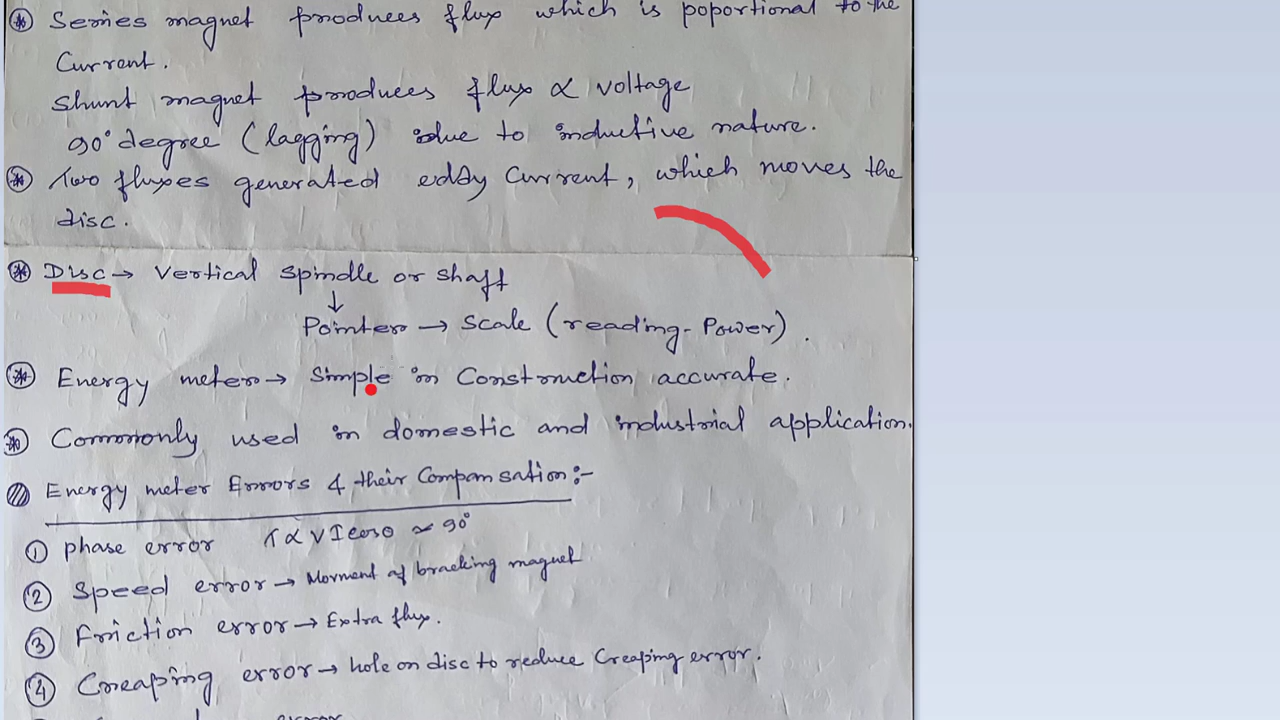 Series magnet produces flux which is poportional to the
Current.
Shunt magnet produces flux ∝ voltage
90° degree (lagging) due to inductive nature.
Two fluxes generated eddy current, which moves the
disc.
Disc → Vertical Spindle or shaft
↓
Pointer → Scale (reading-Power).
Energy meter → Simple in Construction accurate.
Commonly used in domestic and industrial application.
Energy meter Errors & their Compansation:-
① phase error T∝VIcosθ ≃ 90°
② Speed error → Movment of bracking magnet
③ Friction error → Extra flux.
④ Creaping error → hole on disc to reduce Creaping error.